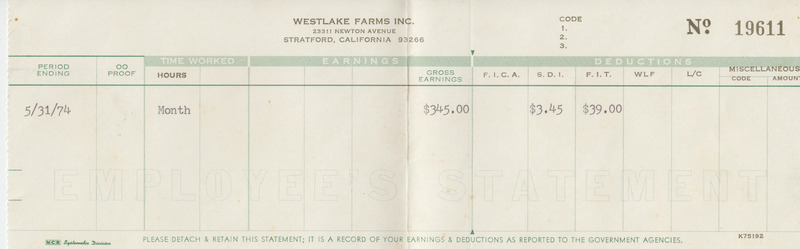 WESTLAKE FARMS INC.
23311 NEWTON AVENUE
STRATFORD, CALIFORNIA 93266
CODE
1.
2.
3.
No. 19611
PERIOD ENDING
OO PROOF
TIME WORKED
HOURS
EARNINGS
GROSS EARNINGS
DEDUCTIONS
F.I.C.A.
S.D.I.
F.I.T.
WLF
L/C
MISCELLANEOUS
CODE
AMOUNT
5/31/74 Month $345.00 $3.45 $39.00
EMPLOYEE'S STATEMENT
NCR Systemedia Division
PLEASE DETACH & RETAIN THIS STATEMENT; IT IS A RECORD OF YOUR EARNINGS & DEDUCTIONS AS REPORTED TO THE GOVERNMENT AGENCIES.
K75192